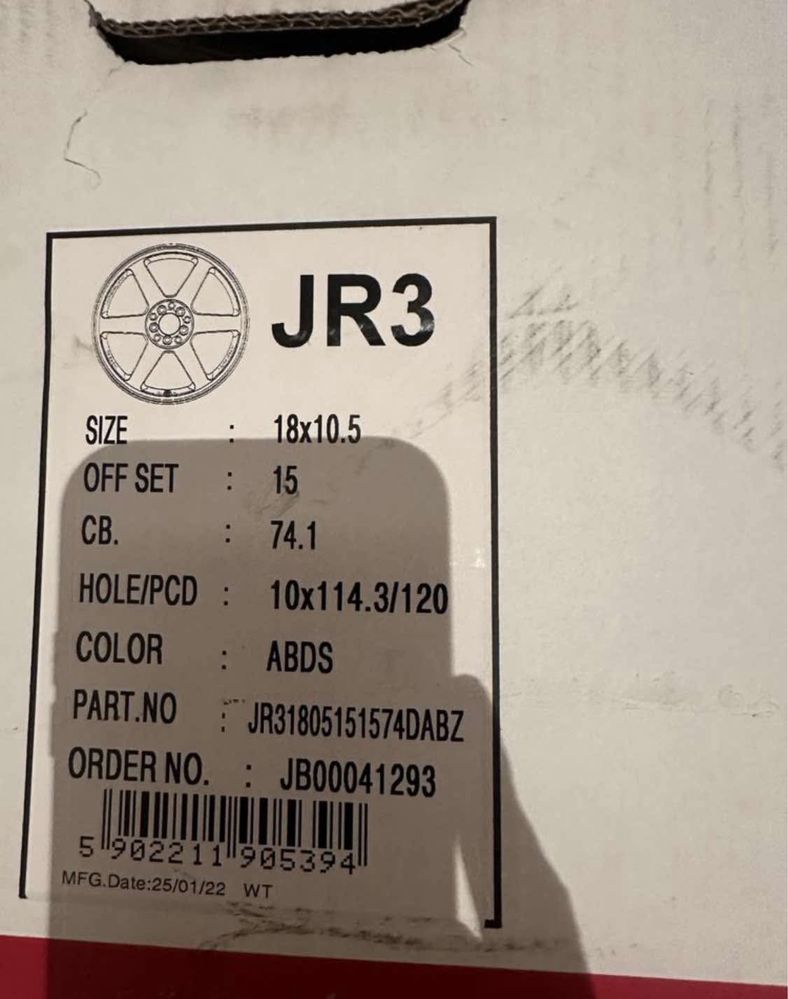 JR3
SIZE : 18x10.5
OFF SET : 15
CB. : 74.1
HOLE/PCD : 10x114.3/120
COLOR : ABDS
PART.NO : JR31805151574DABZ
ORDER NO. : JB00041293
5 902211 905394
MFG.Date:25/01/22 WT